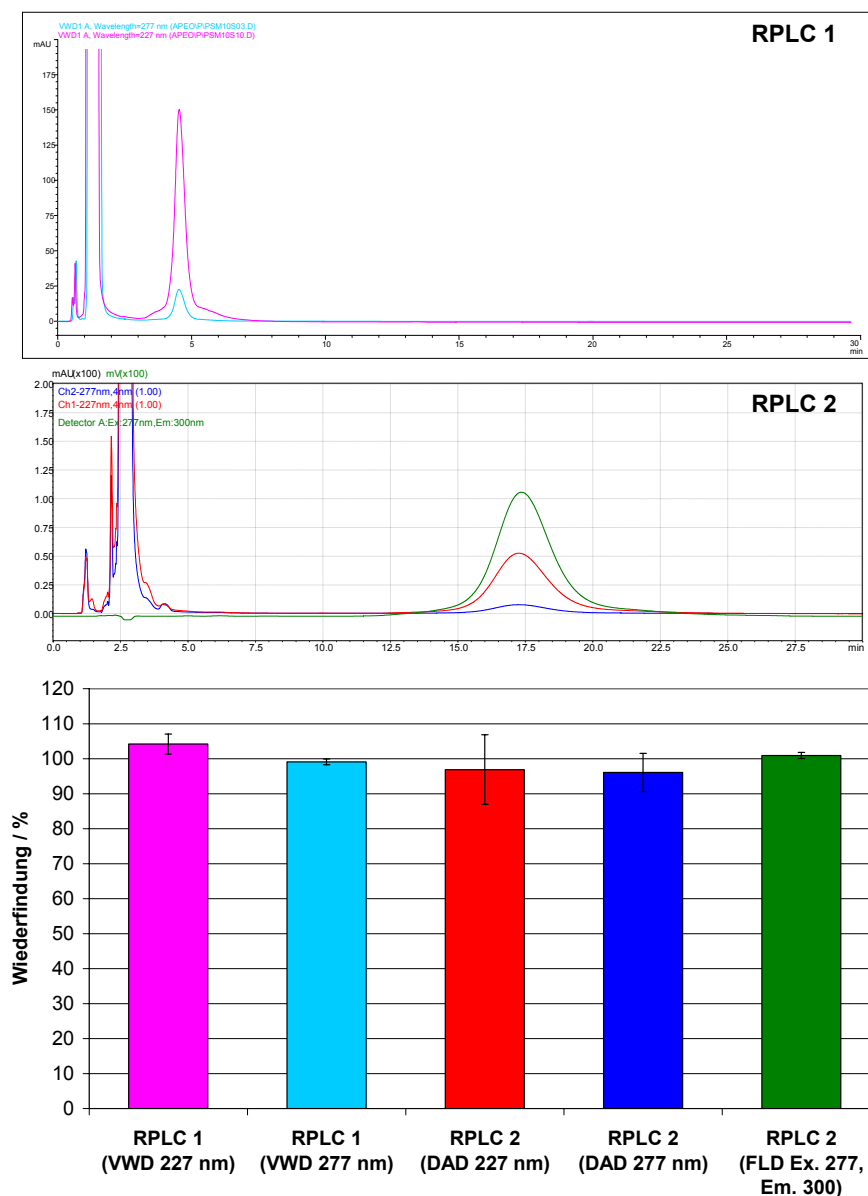 VWD1 A, Wavelength=277 nm (APEO\P\PSM10S03.D)
VWD1 A, Wavelength=227 nm (APEO\P\PSM10S10.D)
RPLC 1
mAU
175
150
125
100
75
50
25
0
0 5 10 15 20 25 30
min
mAU(x100) mV(x100)
Ch2-277nm,4nm (1.00)
Ch1-227nm,4nm (1.00)
Detector A:Ex:277nm,Em:300nm
RPLC 2
2.00
1.75
1.50
1.25
1.00
0.75
0.50
0.25
0.00
0.0 2.5 5.0 7.5 10.0 12.5 15.0 17.5 20.0 22.5 25.0 27.5 min
Wiederfindung / %
120
110
100
90
80
70
60
50
40
30
20
10
0
RPLC 1 RPLC 1 RPLC 2 RPLC 2 RPLC 2
(VWD 227 nm) (VWD 277 nm) (DAD 227 nm) (DAD 277 nm) (FLD Ex. 277,
Em. 300)